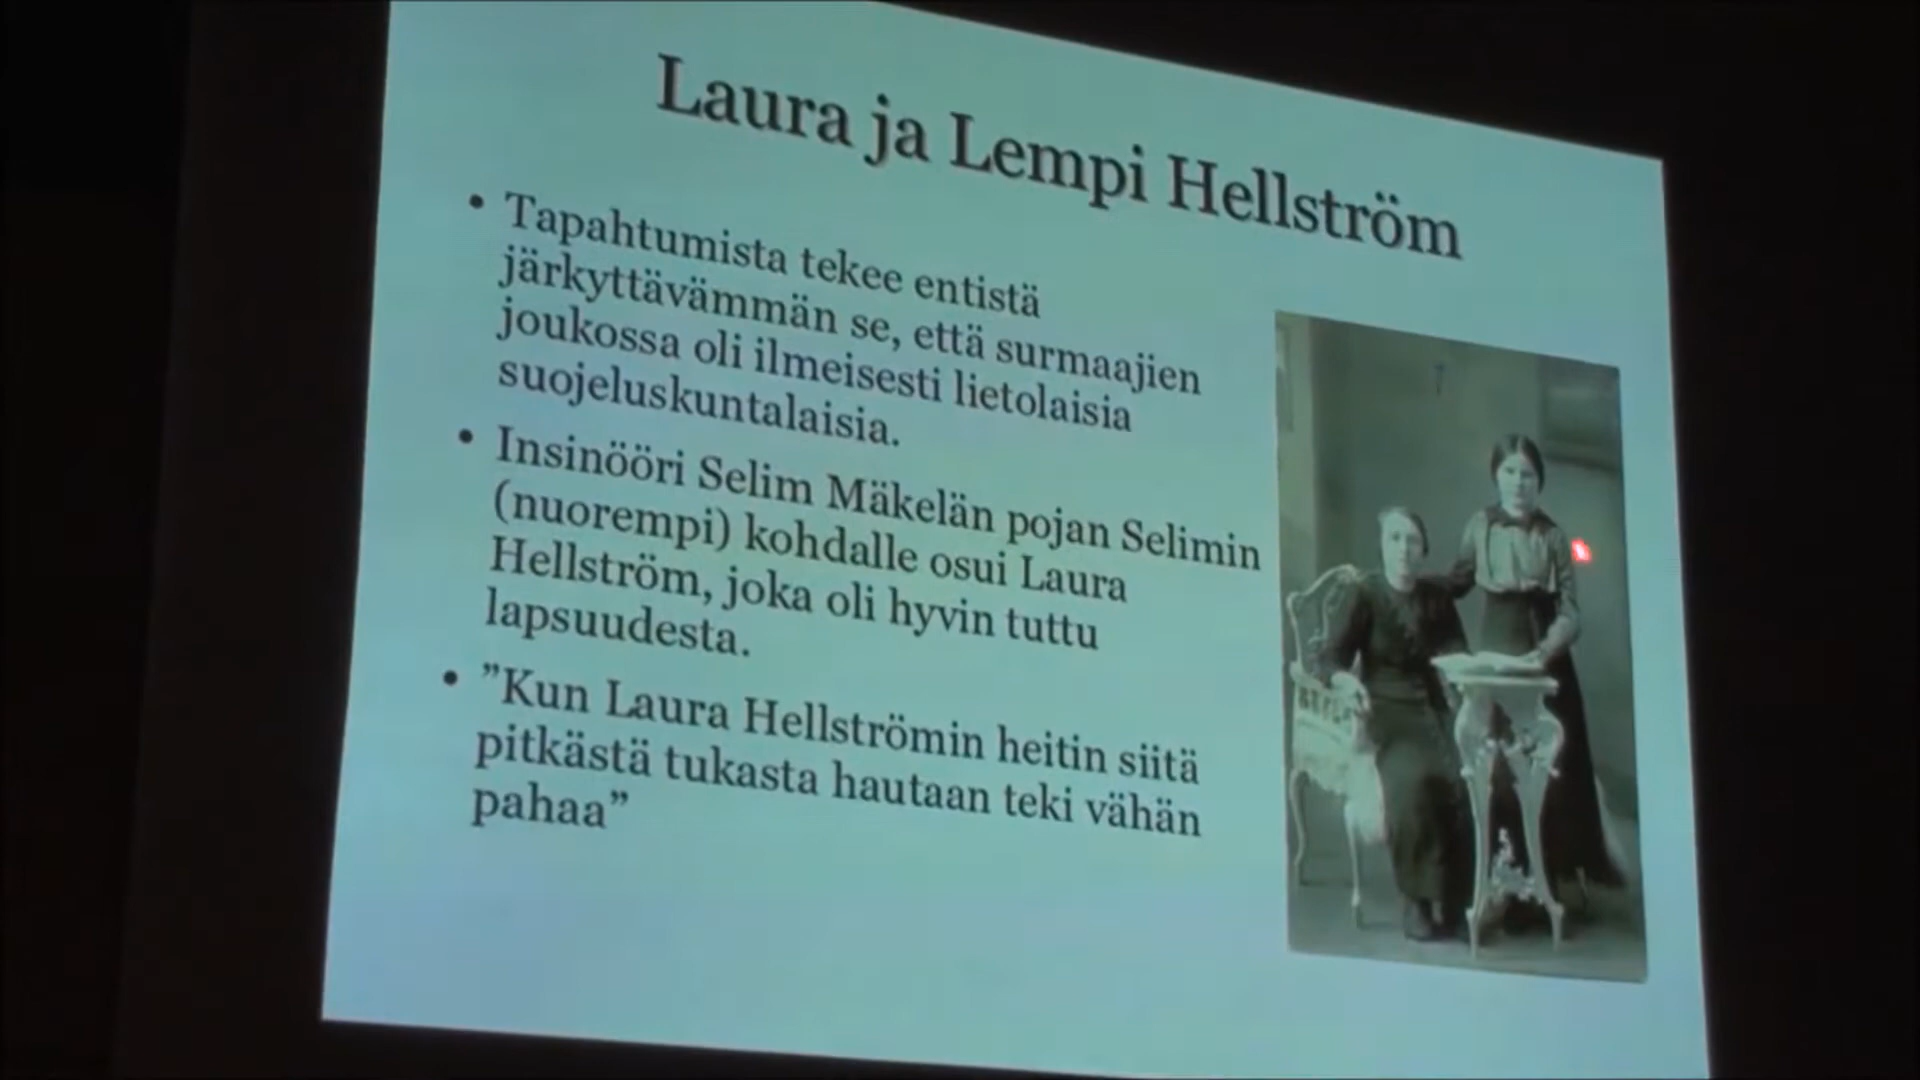 Laura ja Lempi Hellström
• Tapahtumista tekee entistä
järkyttävämmän se, että surmaajien
joukossa oli ilmeisesti lietolaisia
suojeluskuntalaisia.
• Insinööri Selim Mäkelän pojan Selimin
(nuorempi) kohdalle osui Laura
Hellström, joka oli hyvin tuttu
lapsuudesta.
• ”Kun Laura Hellströmin heitin siitä
pitkästä tukasta hautaan teki vähän
pahaa”